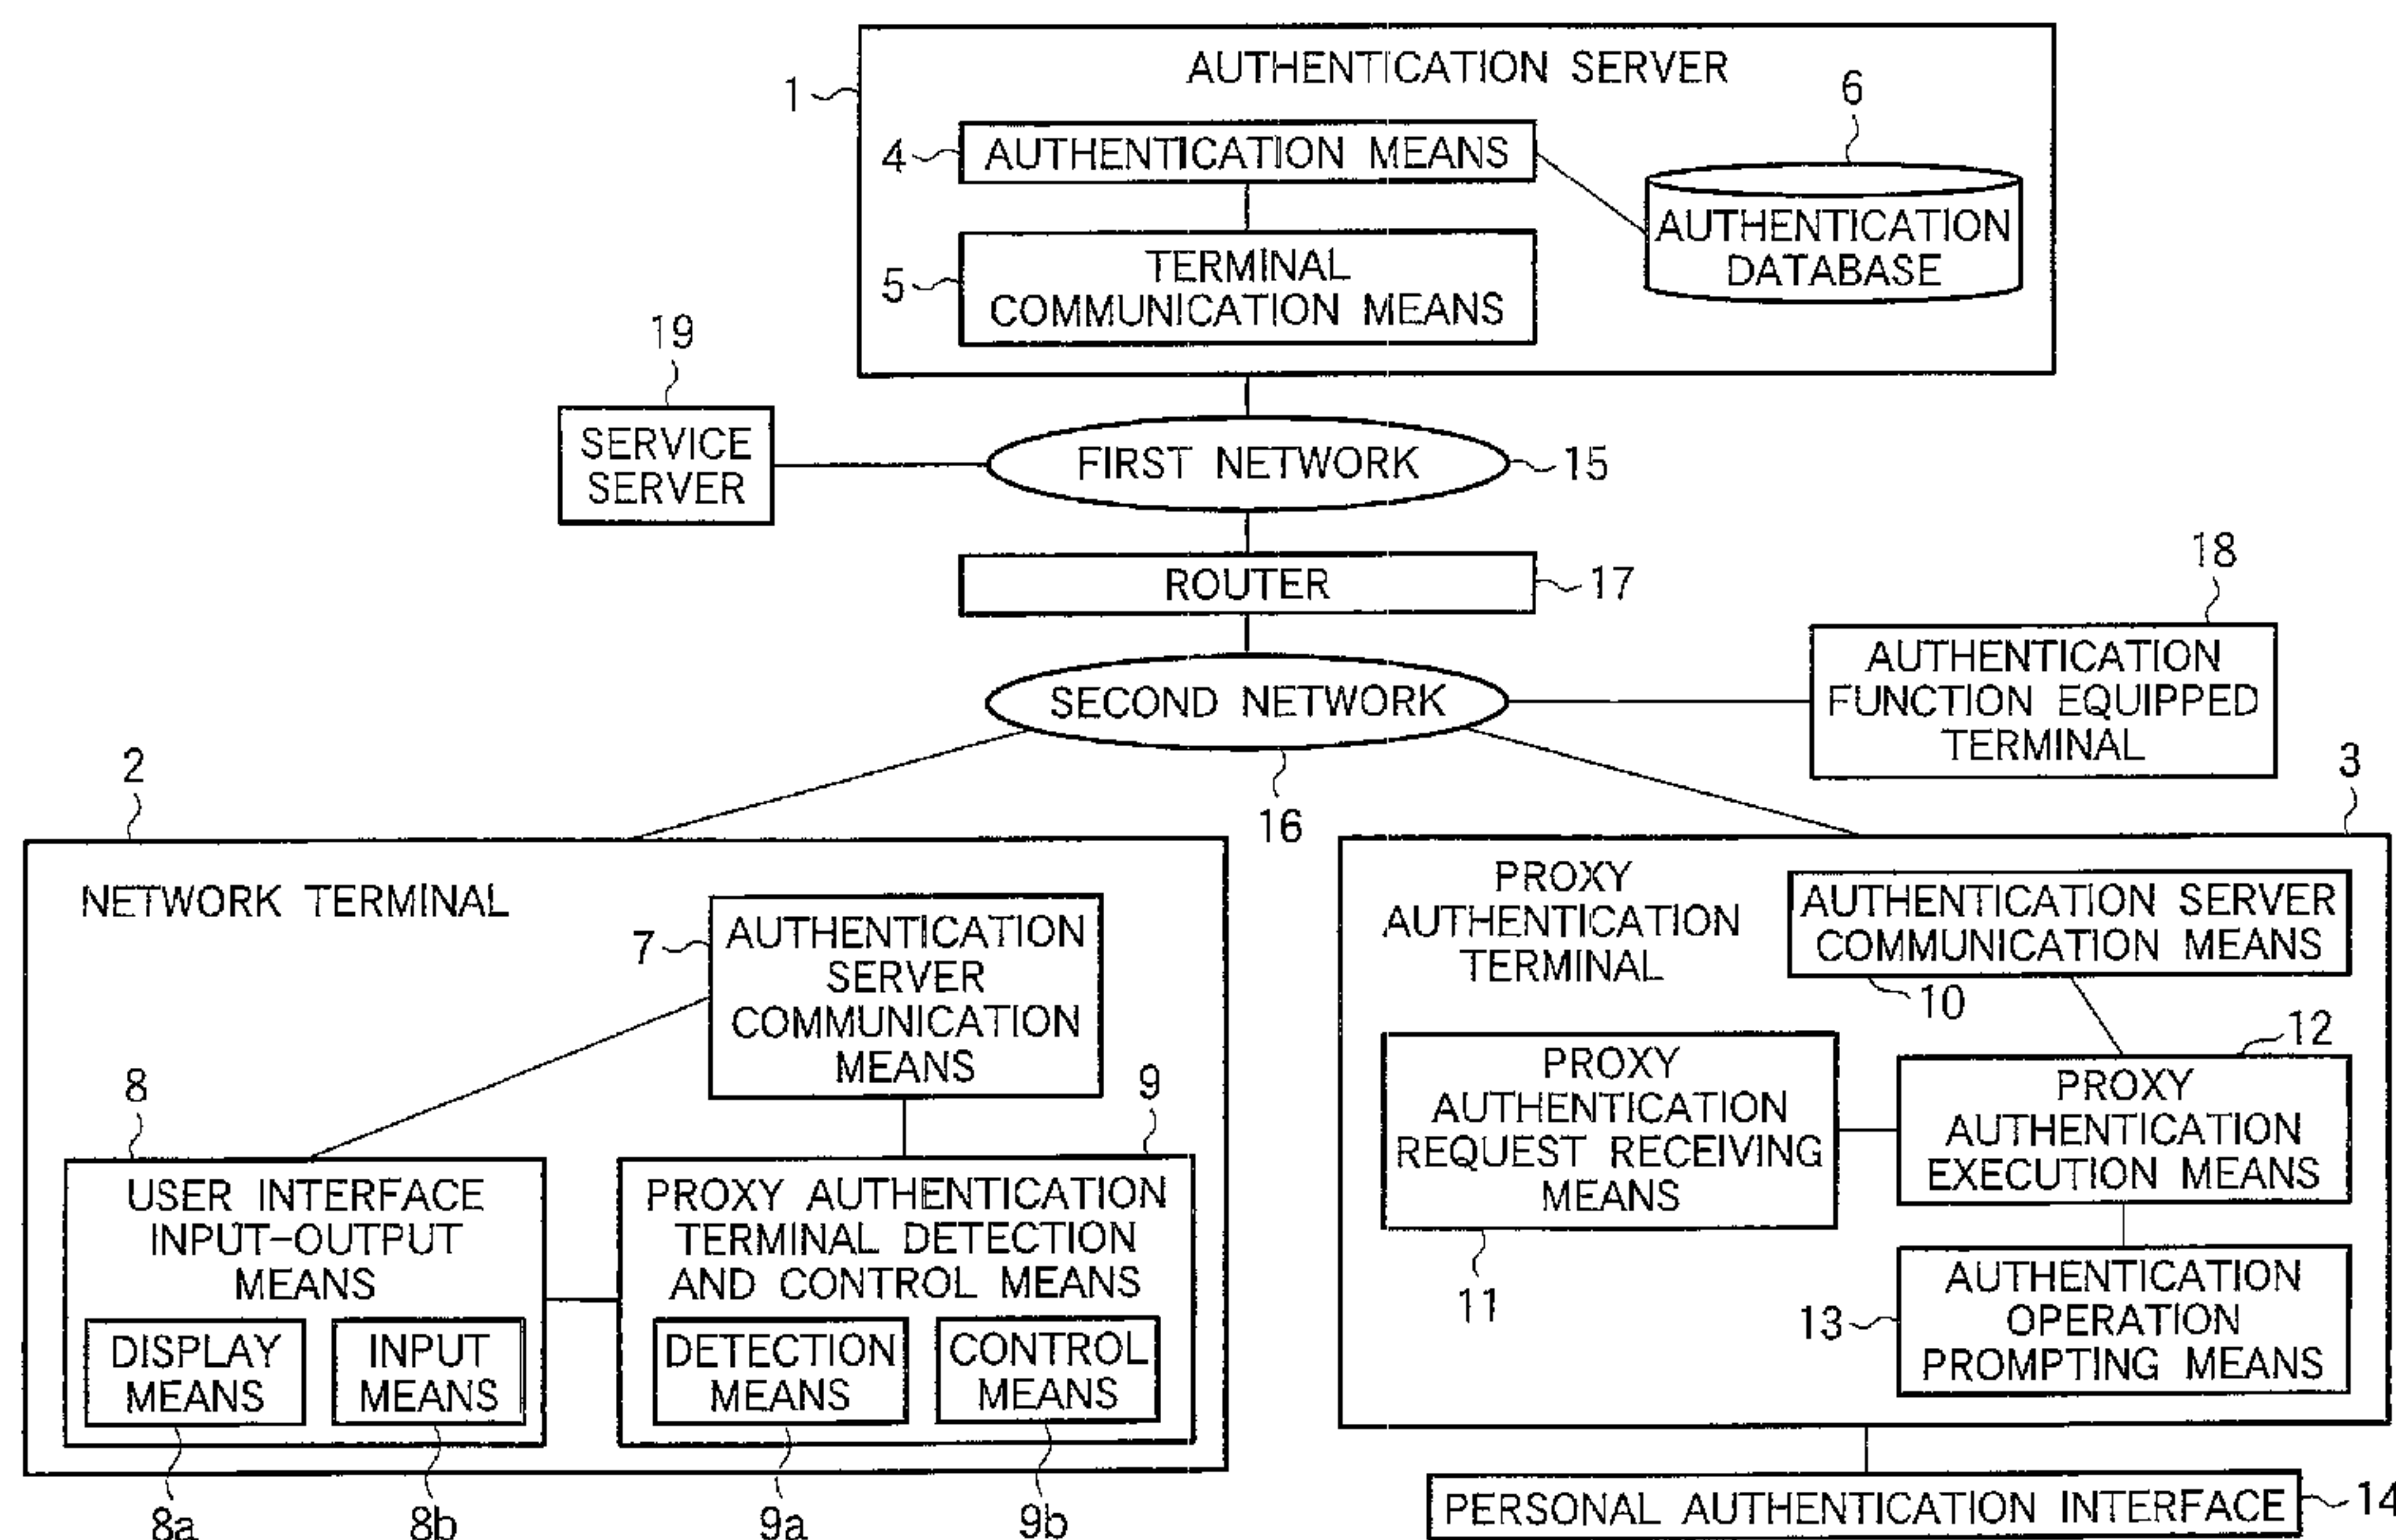 AUTHENTICATION SERVER
1
6
4
AUTHENTICATION MEANS
5
TERMINAL
COMMUNICATION MEANS
AUTHENTICATION
DATABASE
19
SERVICE
SERVER
FIRST NETWORK
15
ROUTER
17
18
SECOND NETWORK
16
AUTHENTICATION
FUNCTION EQUIPPED
TERMINAL
2
NETWORK TERMINAL
7
AUTHENTICATION
SERVER
COMMUNICATION
MEANS
8
USER INTERFACE
INPUT-OUTPUT
MEANS
DISPLAY
MEANS
INPUT
MEANS
8a
8b
9
PROXY AUTHENTICATION
TERMINAL DETECTION
AND CONTROL MEANS
DETECTION
MEANS
CONTROL
MEANS
9a
9b
3
PROXY
AUTHENTICATION
TERMINAL
AUTHENTICATION SERVER
COMMUNICATION MEANS
10
PROXY
AUTHENTICATION
REQUEST RECEIVING
MEANS
11
12
PROXY
AUTHENTICATION
EXECUTION MEANS
13
AUTHENTICATION
OPERATION
PROMPTING MEANS
PERSONAL AUTHENTICATION INTERFACE
14